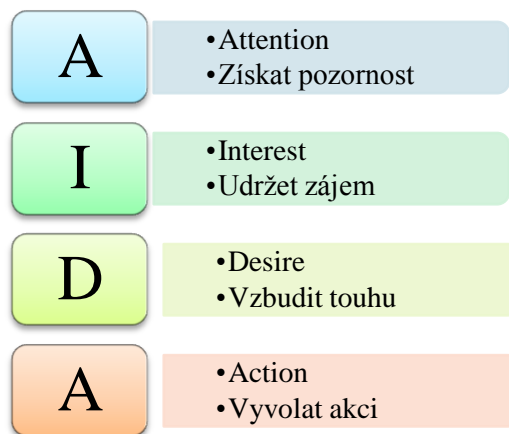 A
•Attention
•Získat pozornost
I
•Interest
•Udržet zájem
D
•Desire
•Vzbudit touhu
A
•Action
•Vyvolat akci